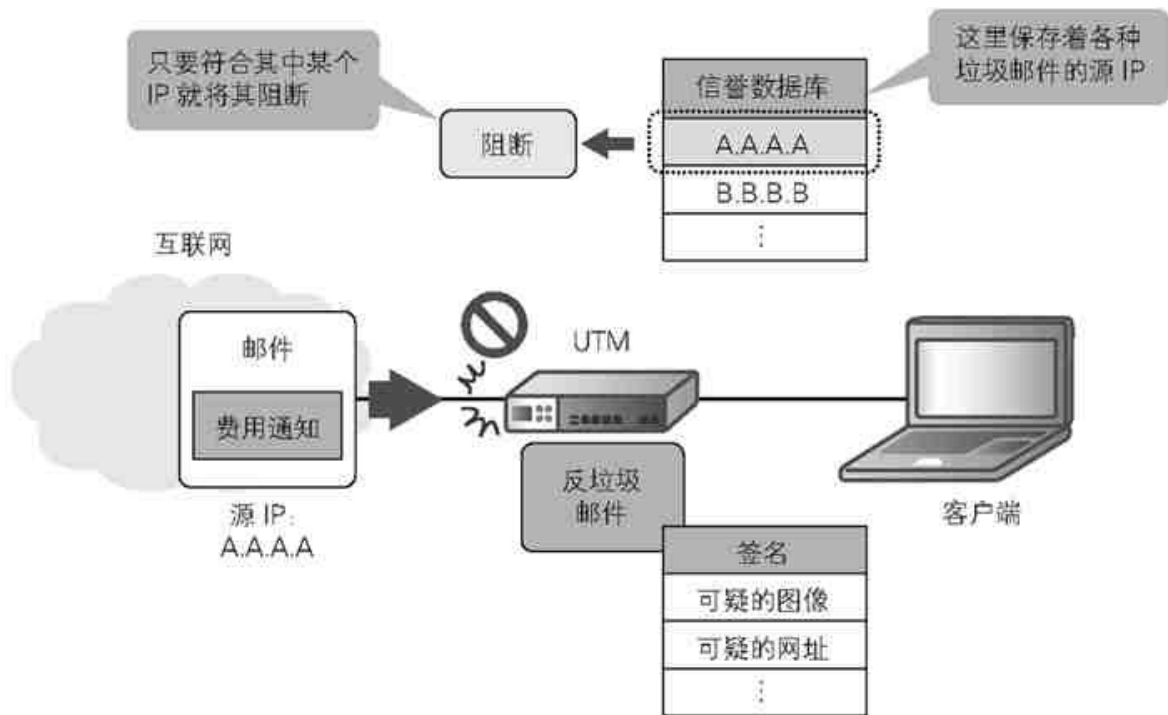 只要符合其中某个
IP 就将其阻断
这里保存着各种
垃圾邮件的源 IP
信誉数据库
阻断
A.A.A.A
B.B.B.B
⋮
互联网
邮件
费用通知
源 IP:
A.A.A.A
UTM
反垃圾
邮件
客户端
签名
可疑的图像
可疑的网址
⋮